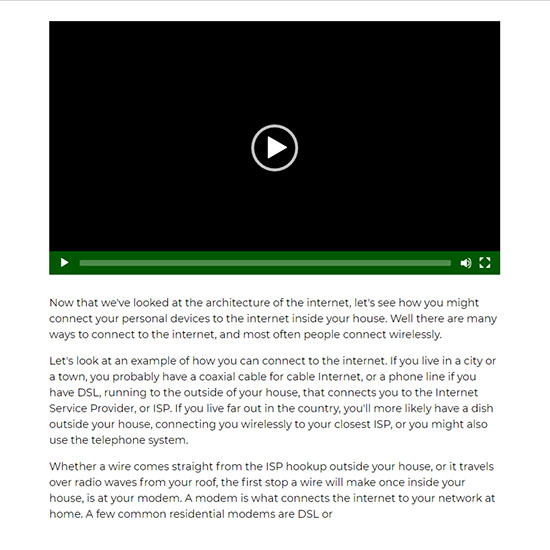 Now that we've looked at the architecture of the internet, let's see how you might
connect your personal devices to the internet inside your house. Well there are many
ways to connect to the internet, and most often people connect wirelessly.
Let's look at an example of how you can connect to the internet. If you live in a city or
a town, you probably have a coaxial cable for cable Internet, or a phone line if you
have DSL, running to the outside of your house, that connects you to the Internet
Service Provider, or ISP. If you live far out in the country, you'll more likely have a dish
outside your house, connecting you wirelessly to your closest ISP, or you might also
use the telephone system.
Whether a wire comes straight from the ISP hookup outside your house, or it travels
over radio waves from your roof, the first stop a wire will make once inside your
house, is at your modem. A modem is what connects the internet to your network at
home. A few common residential modems are DSL or